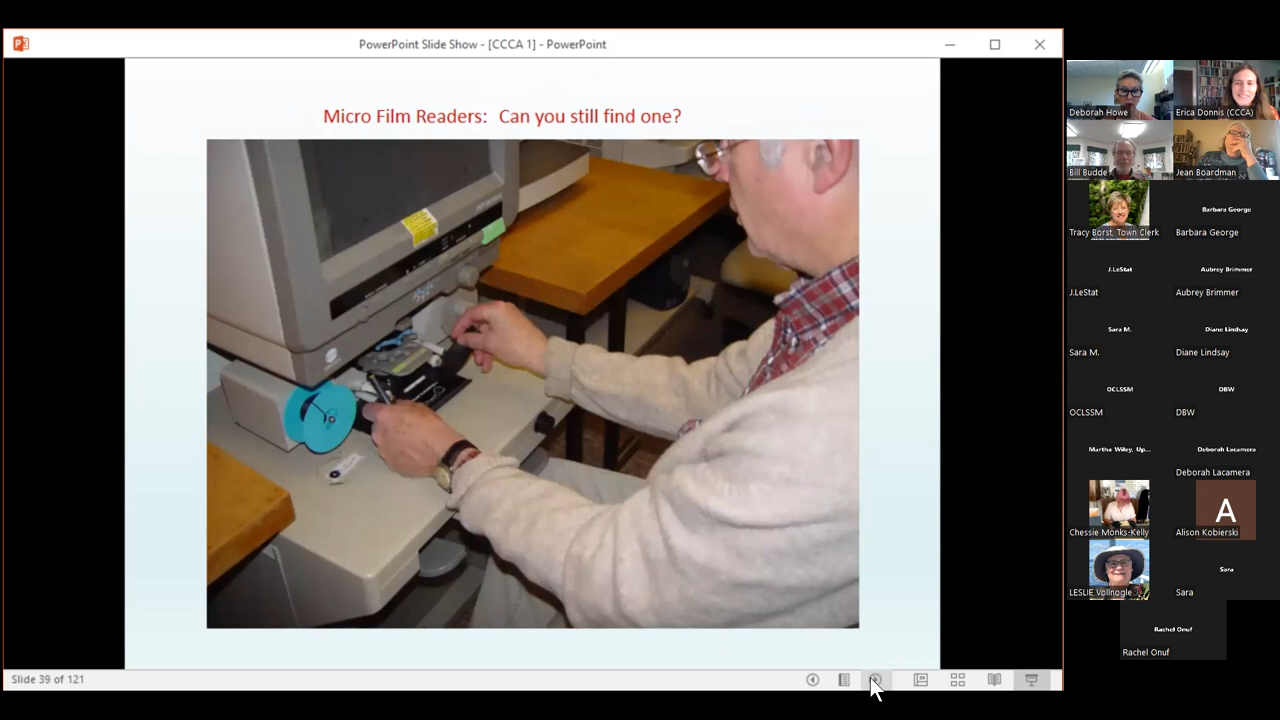 PowerPoint Slide Show - [CCCA 1] - PowerPoint
Micro Film Readers: Can you still find one?
Slide 39 of 121
Deborah Howe
Erica Donnis (CCCA)
Bill Budde
Jean Boardman
Tracy Borst, Town Clerk
Barbara George
Barbara George
J.LeStat
J.LeStat
Aubrey Brimmer
Aubrey Brimmer
Sara M.
Sara M.
Diane Lindsay
Diane Lindsay
OCLSSM
OCLSSM
DBW
DBW
Martha Wiley, Up...
Deborah Lacamera
Deborah Lacamera
Chessie Monks-Kelly
A
Alison Kobierski
LESLIE Vollnogle
Sara
Sara
Rachel Onuf
Rachel Onuf